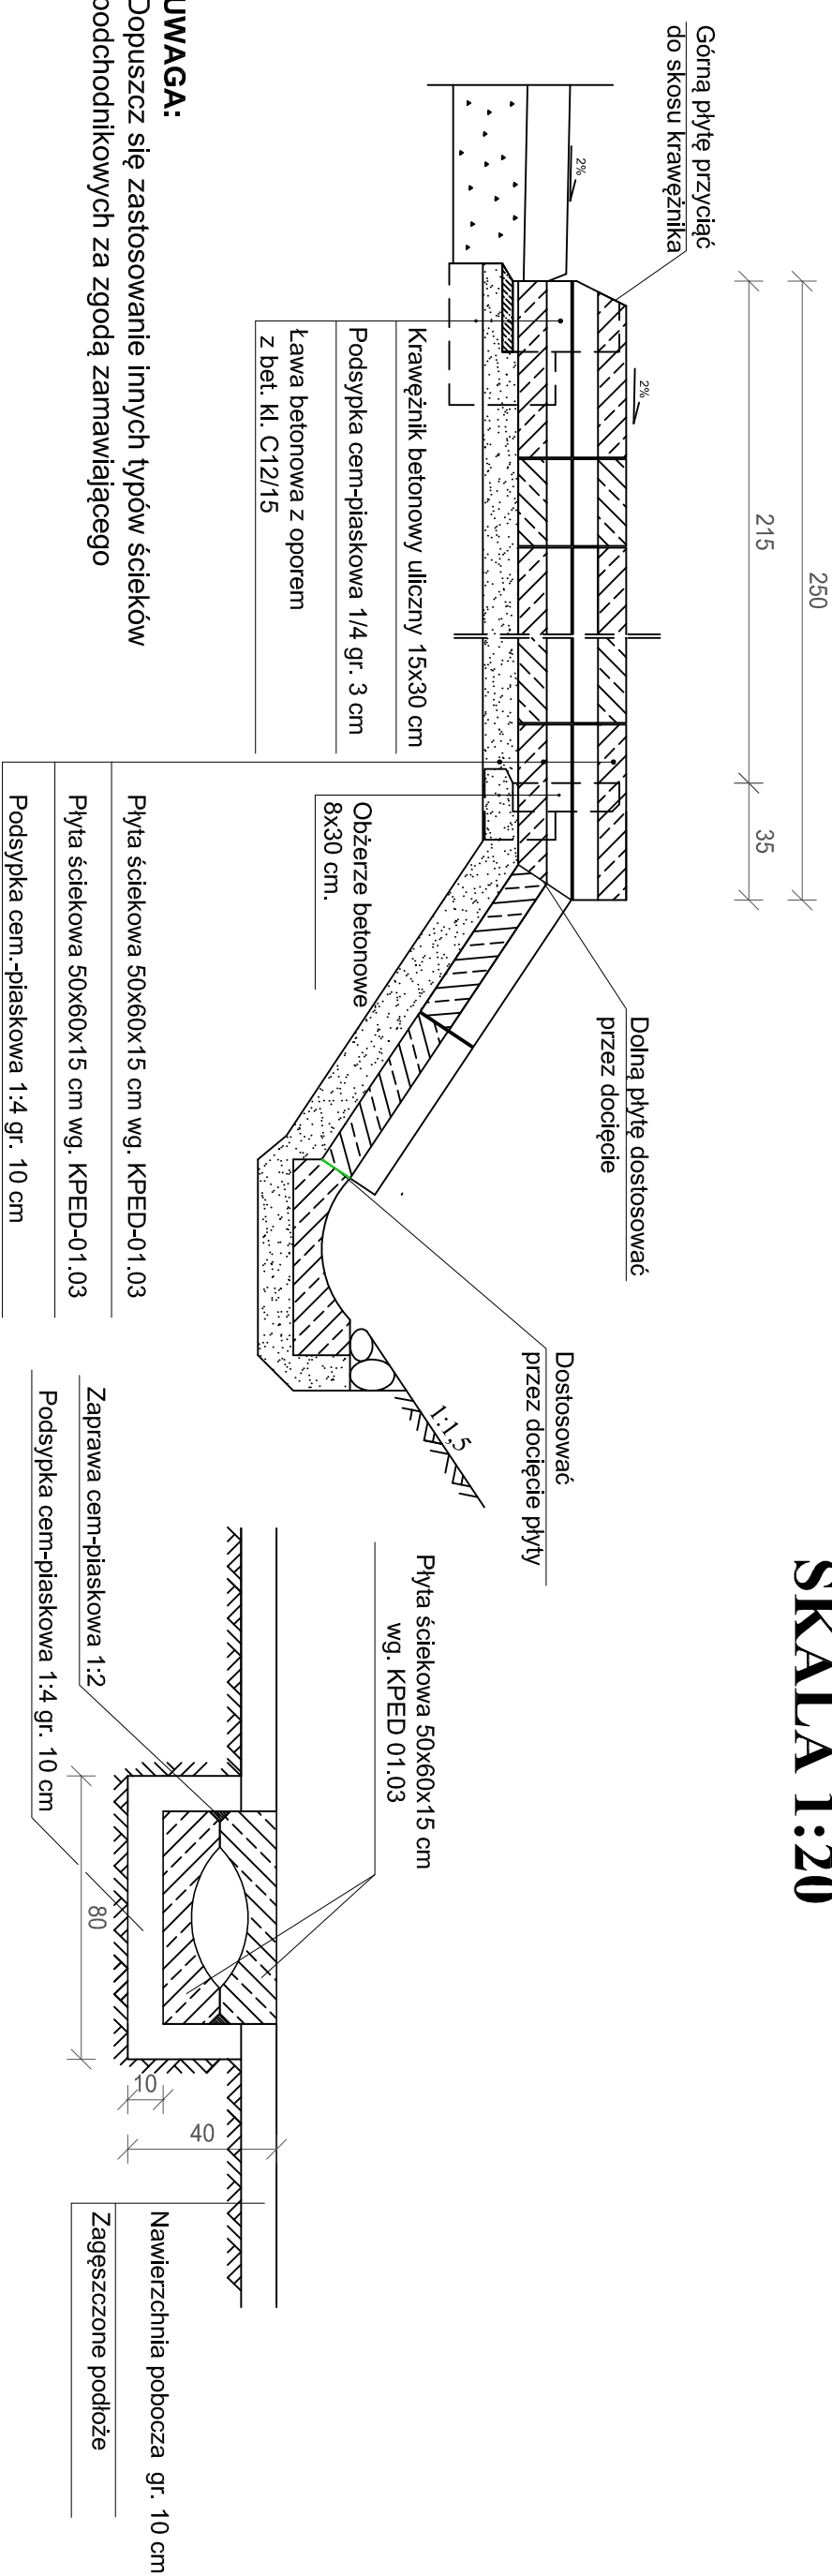 SKALA 1:20
250
215
35
Górną płytę przyciąć
do skosu krawężnika
2%
2%
Dolną płytę dostosować
przez docięcie
Dostosować
przez docięcie płyty
1:1,5
Krawężnik betonowy uliczny 15x30 cm
Podsypka cem-piaskowa 1/4 gr. 3 cm
Ława betonowa z oporem
z bet. kl. C12/15
Obżerze betonowe
8x30 cm.
Płyta ściekowa 50x60x15 cm wg. KPED-01.03
Płyta ściekowa 50x60x15 cm wg. KPED-01.03
Podsypka cem.-piaskowa 1:4 gr. 10 cm
UWAGA:
Dopuszcz się zastosowanie innych typów ścieków
podchodnikowych za zgodą zamawiającego
Płyta ściekowa 50x60x15 cm
wg. KPED 01.03
Zaprawa cem-piaskowa 1:2
Podsypka cem-piaskowa 1:4 gr. 10 cm
80
10
40
Nawierzchnia pobocza gr. 10 cm
Zagęszczone podłoże